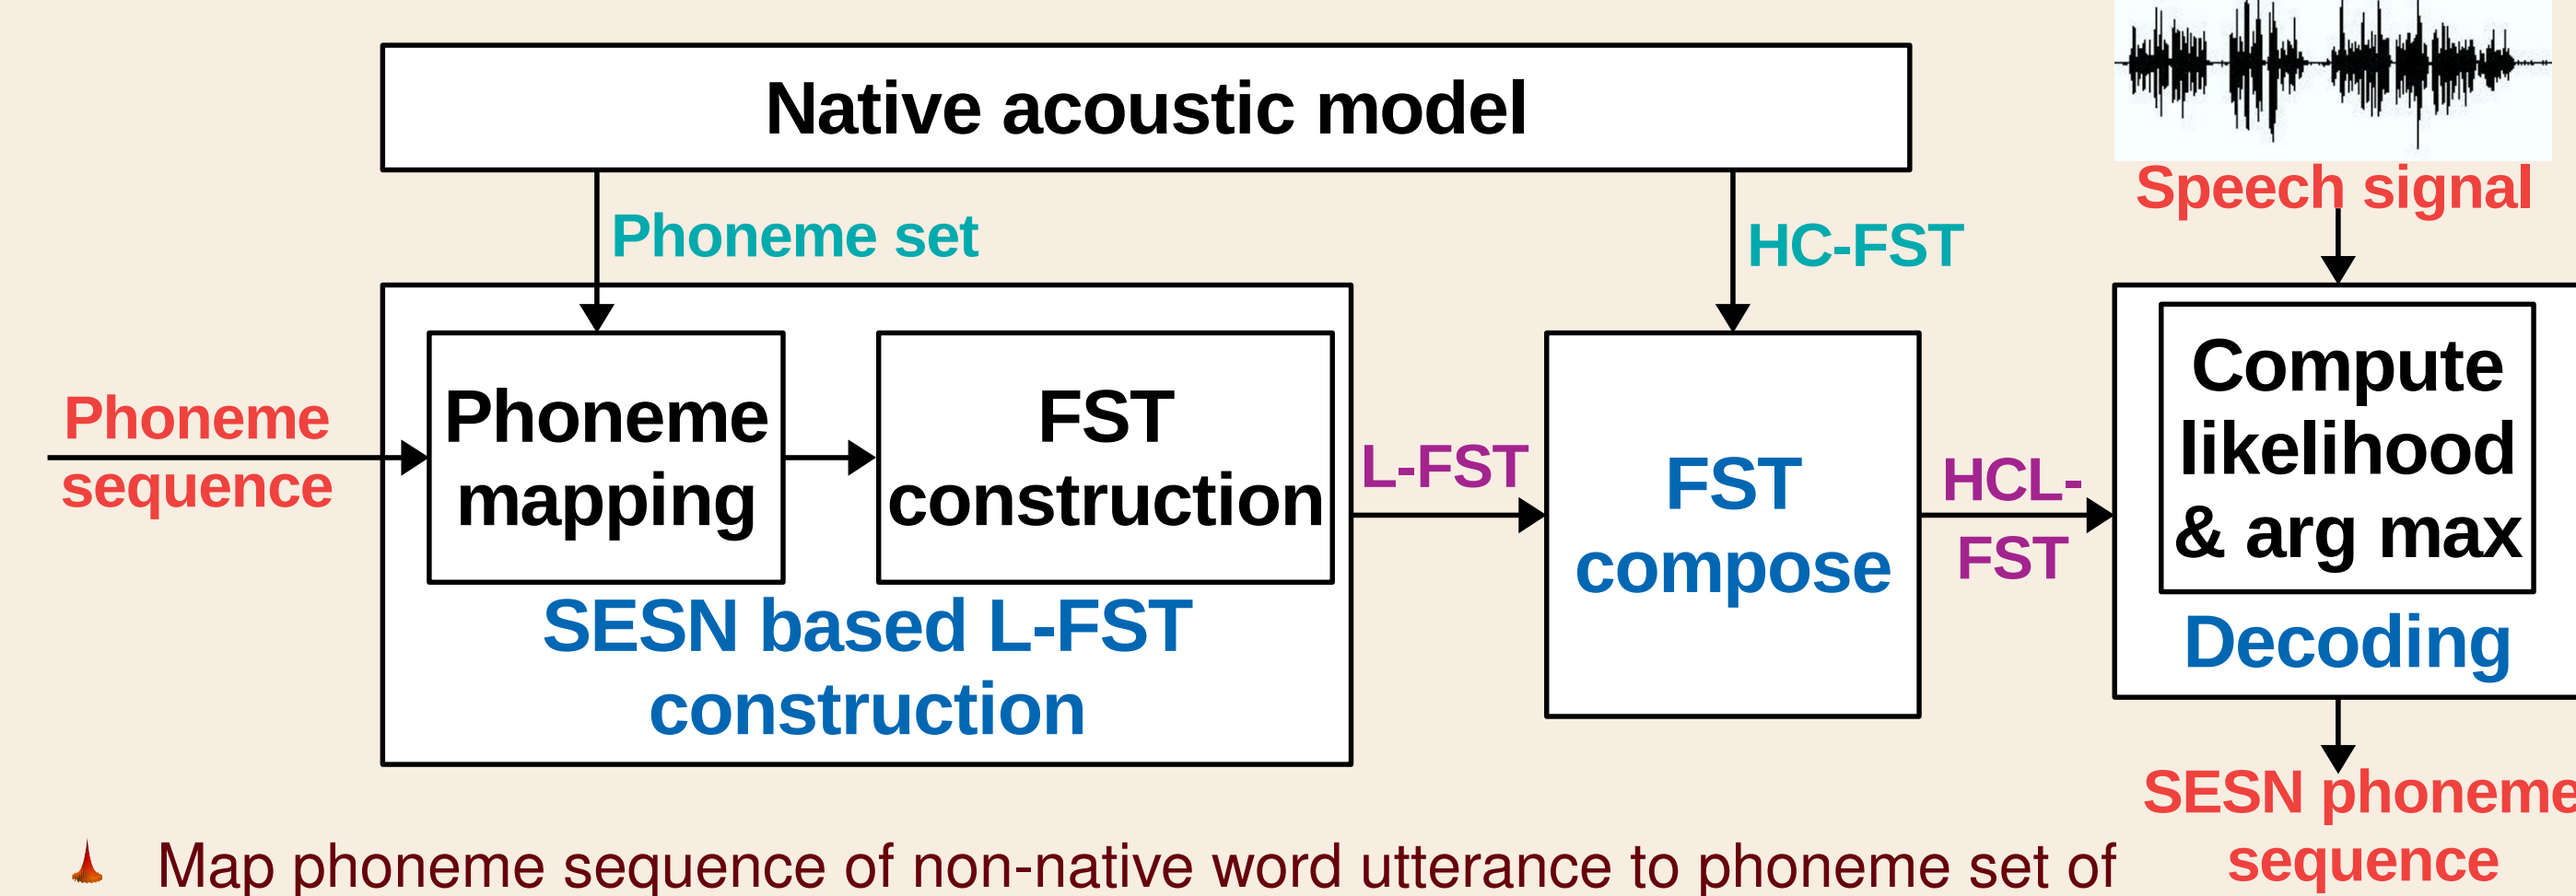 Native acoustic model
Speech signal
Phoneme set
HC-FST
Phoneme
sequence
Phoneme
mapping
FST
construction
SESN based L-FST
construction
L-FST
FST
compose
HCL-
FST
Compute
likelihood
& arg max
Decoding
SESN phoneme
sequence
Map phoneme sequence of non-native word utterance to phoneme set of